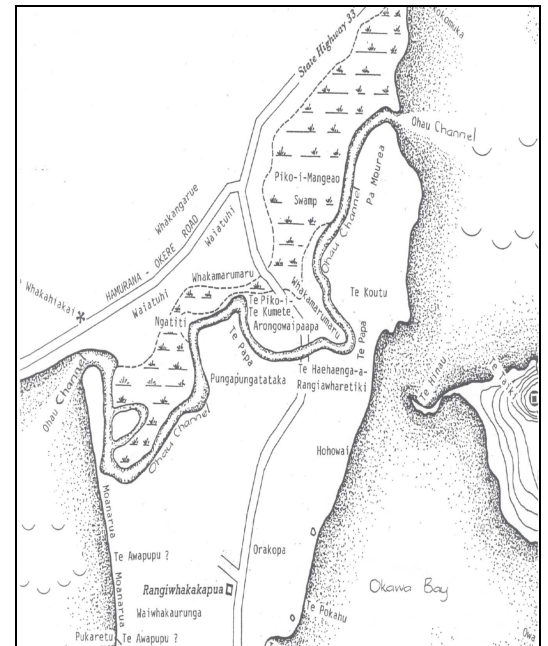 Kotokomuka
State Highway 33
Ohau Channel
Piko-i-Mangeao
Swamp
Pa Mourea
Ohau Channel
Whakangarue
Waiatuhi
HAMURANA - OKERE ROAD
Whakahiakai
Waiatuhi
Whakamarumaru
Whakamarumaru
Te Koutu
Te Piko-i-
Te Kumete
Arongowaipaapa
Ngatiti
Te Papa
Te Papa
Te Haehaenga-a-
Rangiawharetiki
Pungapungatataka
Ohau Channel
Ohau Channel
Te Hinau
Hohowai
Moanarua
Te Awapupu ?
Orakopa
Moanarua
Rangiwhakakapua
Okawa Bay
Waiwhakaurunga
Te Pokahu
Pukaretu
Te Awapupu ?
Owa